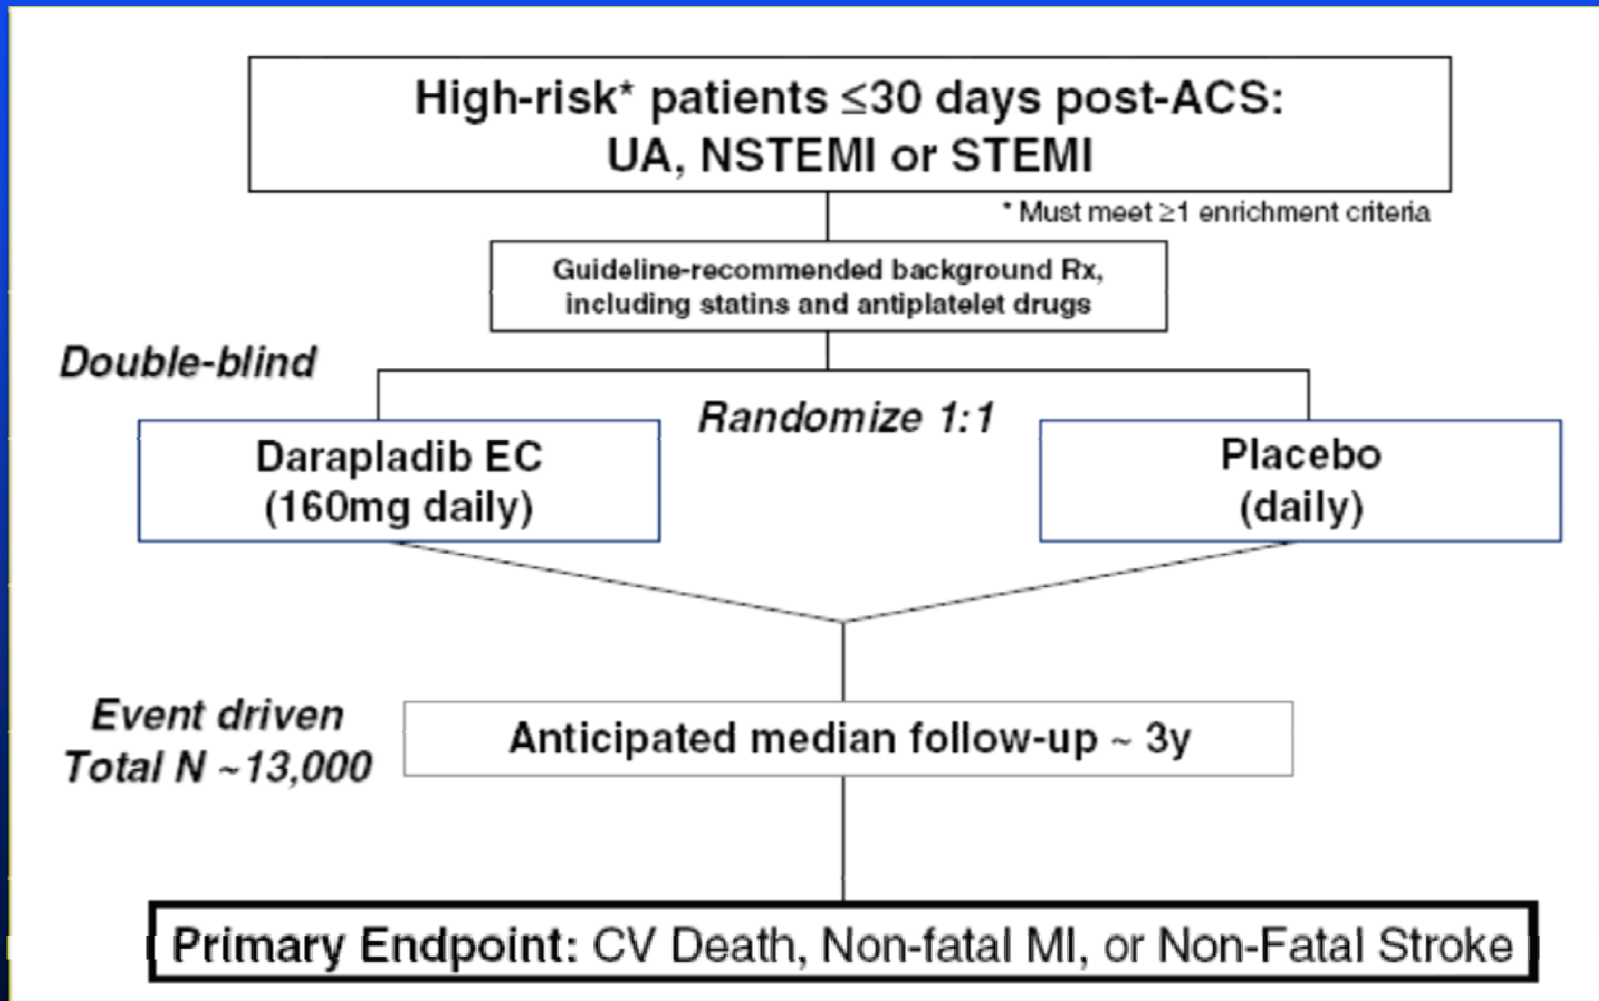 High-risk* patients ≤30 days post-ACS:
UA, NSTEMI or STEMI
* Must meet ≥1 enrichment criteria
Guideline-recommended background Rx,
including statins and antiplatelet drugs
Double-blind
Randomize 1:1
Darapladib EC
(160mg daily)
Placebo
(daily)
Event driven
Total N ~13,000
Anticipated median follow-up ~ 3y
Primary Endpoint: CV Death, Non-fatal MI, or Non-Fatal Stroke